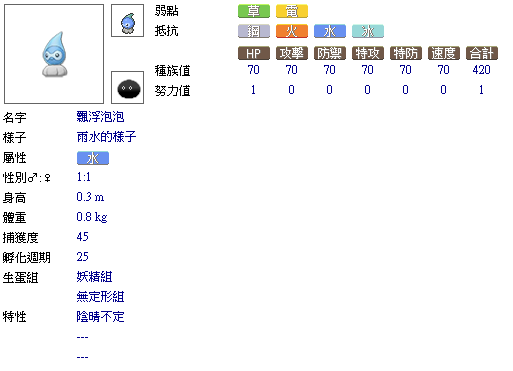 弱點 草 電
抵抗 鋼 火 水 冰
HP 攻擊 防禦 特攻 特防 速度 合計
種族值 70 70 70 70 70 70 420
努力值 1 0 0 0 0 0 1
名字 飄浮泡泡
樣子 雨水的樣子
屬性 水
性別♂:♀ 1:1
身高 0.3 m
體重 0.8 kg
捕獲度 45
孵化週期 25
生蛋組 妖精組
無定形組
特性 陰晴不定
---
---